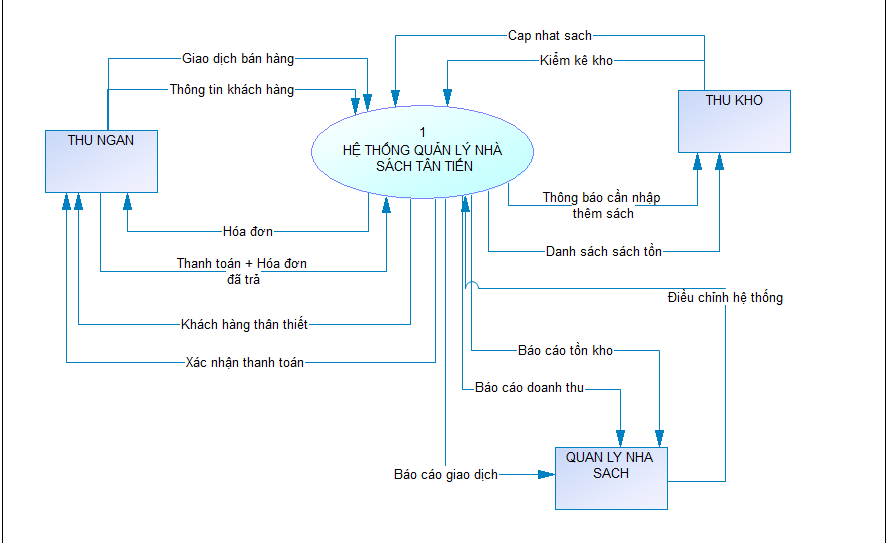 Cap nhat sach
Giao dịch bán hàng
Kiểm kê kho
Thông tin khách hàng
THU KHO
THU NGAN
1
HỆ THỐNG QUẢN LÝ NHÀ
SÁCH TÂN TIẾN
Thông báo cần nhập
thêm sách
Hóa đơn
Danh sách sách tồn
Thanh toán + Hóa đơn
đã trả
Điều chỉnh hệ thống
Khách hàng thân thiết
Báo cáo tồn kho
Xác nhận thanh toán
Báo cáo doanh thu
QUAN LY NHA
SACH
Báo cáo giao dịch